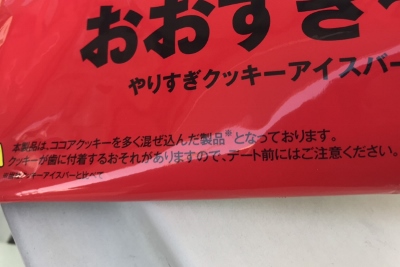 おおすぎ
やりすぎクッキーアイスバー
本製品は、ココアクッキーを多く混ぜ込んだ製品※となっております。
クッキーが歯に付着するおそれがありますので、デート前にはご注意ください。
クッキーアイスバーと比べて